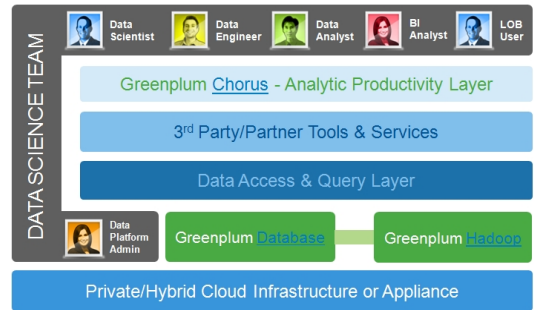 DATA SCIENCE TEAM
Data
Scientist
Data
Engineer
Data
Analyst
BI
Analyst
LOB
User
Greenplum Chorus - Analytic Productivity Layer
3rd Party/Partner Tools & Services
Data Access & Query Layer
Data
Platform
Admin
Greenplum Database
Greenplum Hadoop
Private/Hybrid Cloud Infrastructure or Appliance